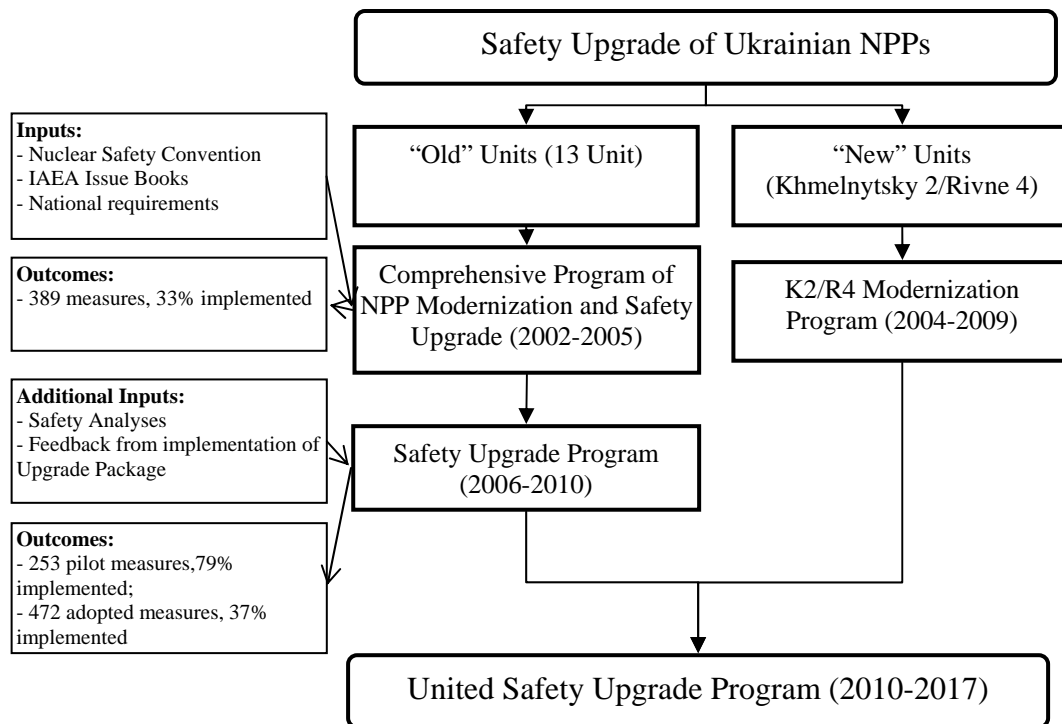 Safety Upgrade of Ukrainian NPPs
Inputs:
- Nuclear Safety Convention
- IAEA Issue Books
- National requirements
“Old” Units (13 Unit)
“New” Units
(Khmelnytsky 2/Rivne 4)
Outcomes:
- 389 measures, 33% implemented
Comprehensive Program of
NPP Modernization and Safety
Upgrade (2002-2005)
K2/R4 Modernization
Program (2004-2009)
Additional Inputs:
- Safety Analyses
- Feedback from implementation of
Upgrade Package
Safety Upgrade Program
(2006-2010)
Outcomes:
- 253 pilot measures,79%
implemented;
- 472 adopted measures, 37%
implemented
United Safety Upgrade Program (2010-2017)